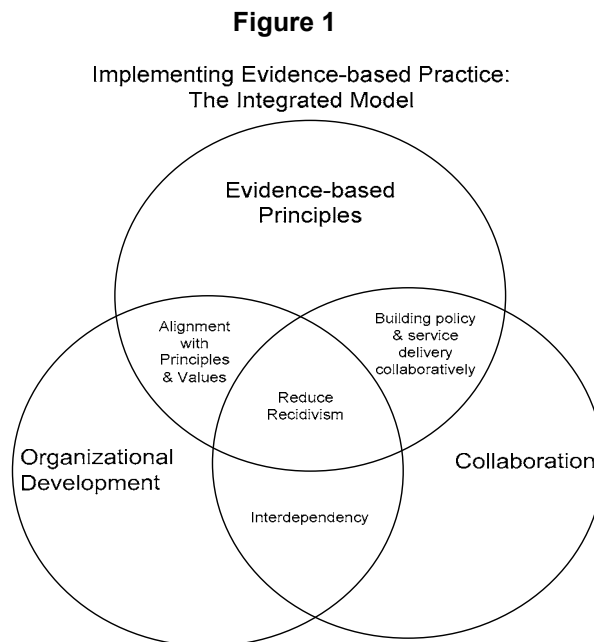 Figure 1
Implementing Evidence-based Practice:
The Integrated Model
Evidence-based
Principles
Alignment
with
Principles
& Values
Building policy
& service
delivery
collaboratively
Reduce
Recidivism
Organizational
Development
Collaboration
Interdependency